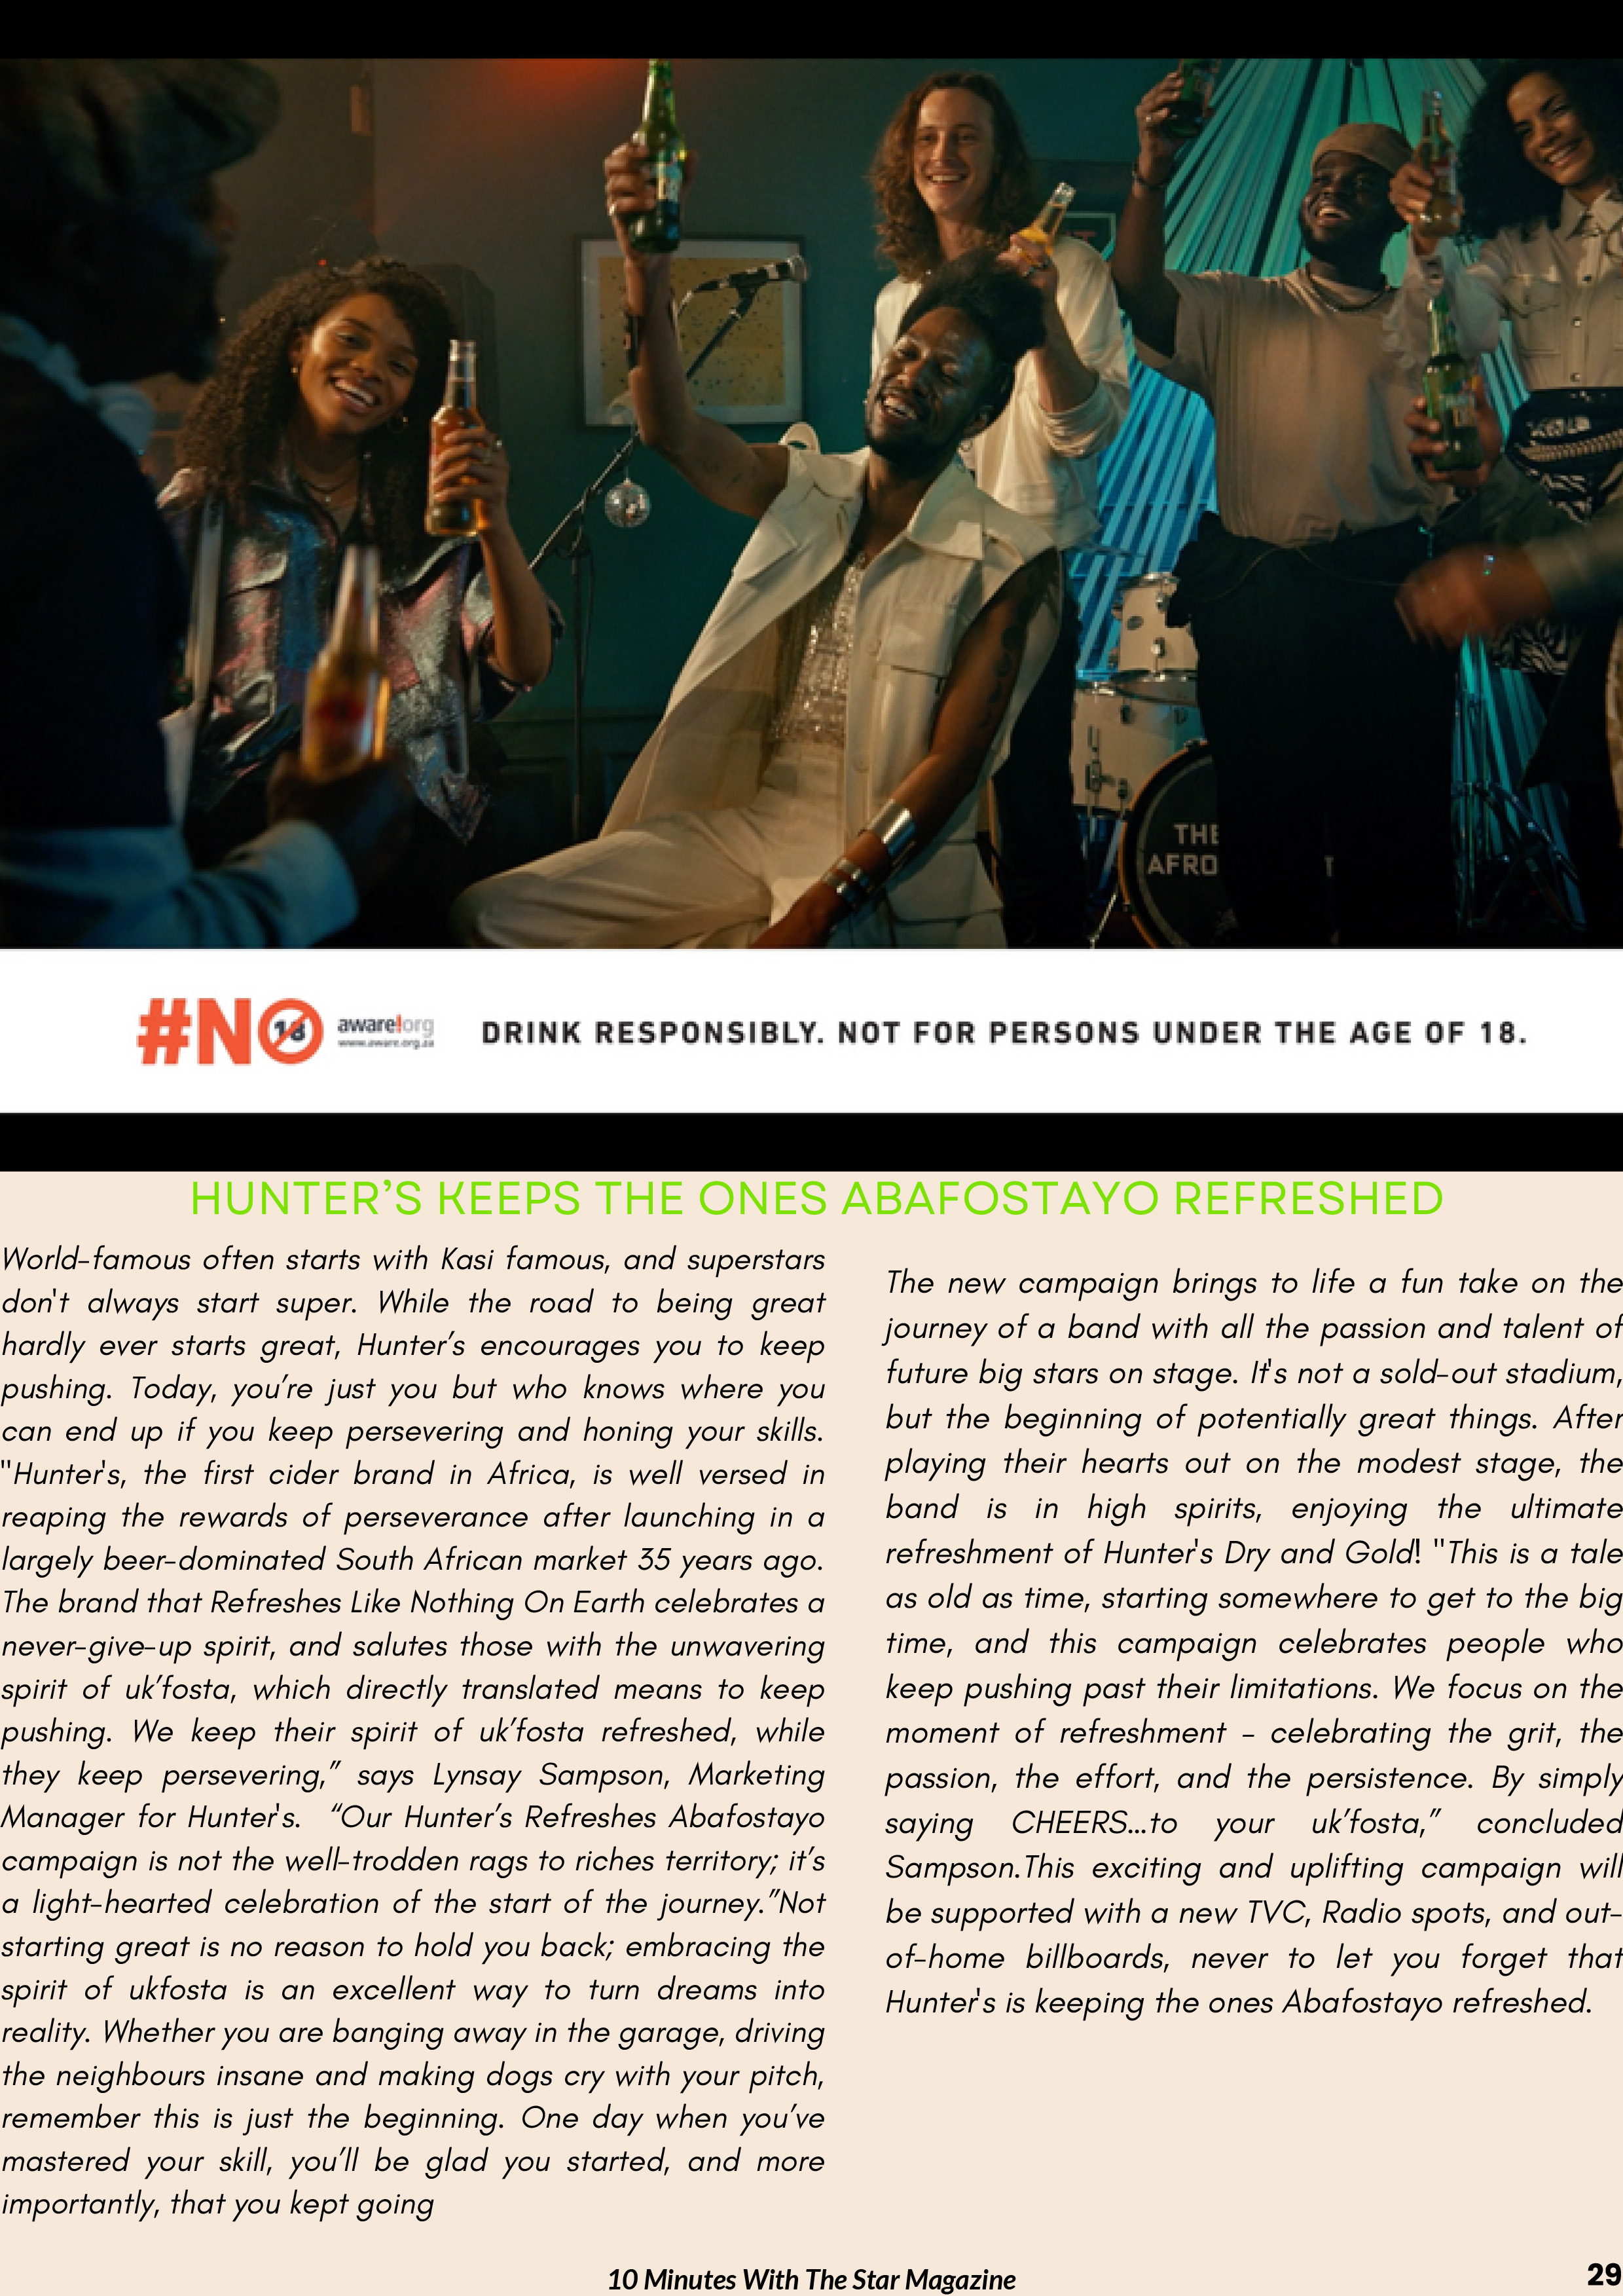 THE
AFRO
#NO
18
aware!org
www.aware.org.za
DRINK RESPONSIBLY. NOT FOR PERSONS UNDER THE AGE OF 18.
HUNTER’S KEEPS THE ONES ABAFOSTAYO REFRESHED
World-famous often starts with Kasi famous, and superstars
don't always start super. While the road to being great
hardly ever starts great, Hunter’s encourages you to keep
pushing. Today, you’re just you but who knows where you
can end up if you keep persevering and honing your skills.
"Hunter's, the first cider brand in Africa, is well versed in
reaping the rewards of perseverance after launching in a
largely beer-dominated South African market 35 years ago.
The brand that Refreshes Like Nothing On Earth celebrates a
never-give-up spirit, and salutes those with the unwavering
spirit of uk’fosta, which directly translated means to keep
pushing. We keep their spirit of uk’fosta refreshed, while
they keep persevering,” says Lynsay Sampson, Marketing
Manager for Hunter's. “Our Hunter’s Refreshes Abafostayo
campaign is not the well-trodden rags to riches territory; it’s
a light-hearted celebration of the start of the journey.”Not
starting great is no reason to hold you back; embracing the
spirit of ukfosta is an excellent way to turn dreams into
reality. Whether you are banging away in the garage, driving
the neighbours insane and making dogs cry with your pitch,
remember this is just the beginning. One day when you’ve
mastered your skill, you’ll be glad you started, and more
importantly, that you kept going
The new campaign brings to life a fun take on the
journey of a band with all the passion and talent of
future big stars on stage. It's not a sold-out stadium,
but the beginning of potentially great things. After
playing their hearts out on the modest stage, the
band is in high spirits, enjoying the ultimate
refreshment of Hunter's Dry and Gold! "This is a tale
as old as time, starting somewhere to get to the big
time, and this campaign celebrates people who
keep pushing past their limitations. We focus on the
moment of refreshment - celebrating the grit, the
passion, the effort, and the persistence. By simply
saying CHEERS...to your uk’fosta,” concluded
Sampson.This exciting and uplifting campaign will
be supported with a new TVC, Radio spots, and out-
of-home billboards, never to let you forget that
Hunter's is keeping the ones Abafostayo refreshed.
10 Minutes With The Star Magazine
29